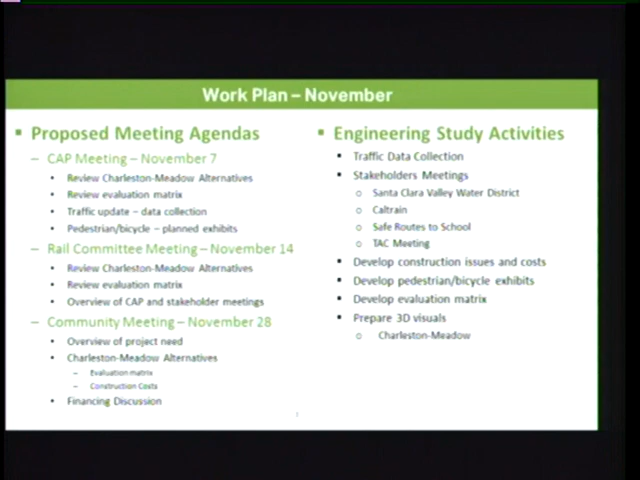 Work Plan – November
Proposed Meeting Agendas
– CAP Meeting – November 7
• Review Charleston-Meadow Alternatives
• Review evaluation matrix
• Traffic update – data collection
• Pedestrian/bicycle – planned exhibits
– Rail Committee Meeting – November 14
• Review Charleston-Meadow Alternatives
• Review evaluation matrix
• Overview of CAP and stakeholder meetings
– Community Meeting – November 28
• Overview of project need
• Charleston-Meadow Alternatives
– Evaluation matrix
– Construction Costs
• Financing Discussion
Engineering Study Activities
• Traffic Data Collection
• Stakeholders Meetings
o Santa Clara Valley Water District
o Caltrain
o Safe Routes to School
o TAC Meeting
• Develop construction issues and costs
• Develop pedestrian/bicycle exhibits
• Develop evaluation matrix
• Prepare 3D visuals
o Charleston-Meadow